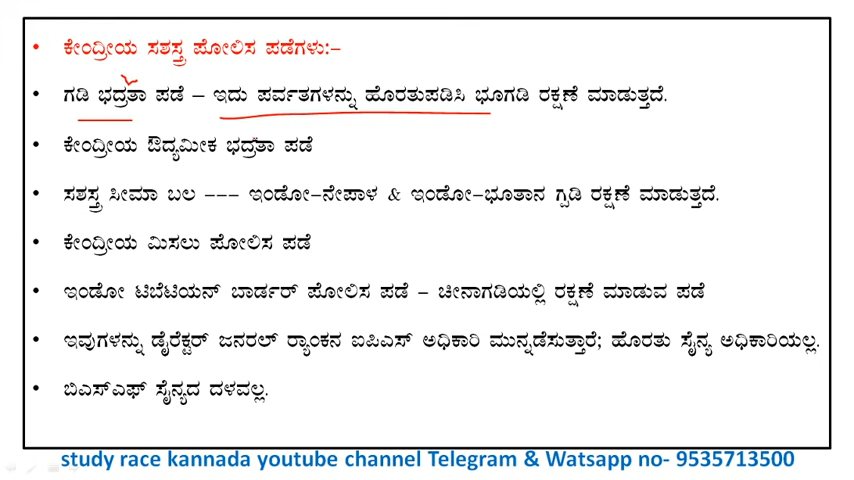 ಕೇಂದ್ರೀಯ ಸಶಸ್ತ್ರ ಪೋಲಿಸ ಪಡೆಗಳು:-
ಗಡಿ ಭದ್ರತಾ ಪಡೆ – ಇದು ಪರ್ವತಗಳನ್ನು ಹೊರತುಪಡಿಸಿ ಭೂಗಡಿ ರಕ್ಷಣೆ ಮಾಡುತ್ತದೆ.
ಕೇಂದ್ರೀಯ ಔದ್ಯಮೀಕ ಭದ್ರತಾ ಪಡೆ
ಸಶಸ್ತ್ರ ಸೀಮಾ ಬಲ --- ಇಂಡೋ-ನೇಪಾಳ & ಇಂಡೋ-ಭೂತಾನ ರಕ್ಷಣೆ ಮಾಡುತ್ತದೆ.
ಕೇಂದ್ರೀಯ ಮಿಸಲು ಪೋಲಿಸ ಪಡೆ
ಇಂಡೋ ಟಿಬೆಟಿಯನ್ ಬಾರ್ಡರ್ ಪೋಲಿಸ ಪಡೆ – ಚೀನಾಗಡಿಯಲ್ಲಿ ರಕ್ಷಣೆ ಮಾಡುವ ಪಡೆ
ಇವುಗಳನ್ನು ಡೈರೆಕ್ಟರ್ ಜನರಲ್ ರ‍್ಯಾಂಕನ ಐಪಿಎಸ್ ಅಧಿಕಾರಿ ಮುನ್ನಡೆಸುತ್ತಾರೆ; ಹೊರತು ಸೈನ್ಯ ಅಧಿಕಾರಿಯಲ್ಲ.
ಬಿಎಸ್ಎಫ್ ಸೈನ್ಯದ ದಳವಲ್ಲ.
study race kannada youtube channel Telegram & Watsapp no- 9535713500